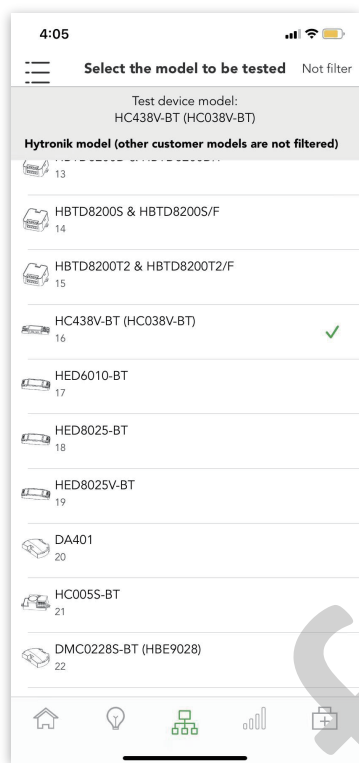 4:05
Select the model to be tested Not filter
Test device model:
HC438V-BT (HC038V-BT)
Hytronik model (other customer models are not filtered)
13
HBTD8200S & HBTD8200S/F
14
HBTD8200T2 & HBTD8200T2/F
15
HC438V-BT (HC038V-BT)
16
HED6010-BT
17
HED8025-BT
18
HED8025V-BT
19
DA401
20
HC005S-BT
21
DMC0228S-BT (HBE9028)
22